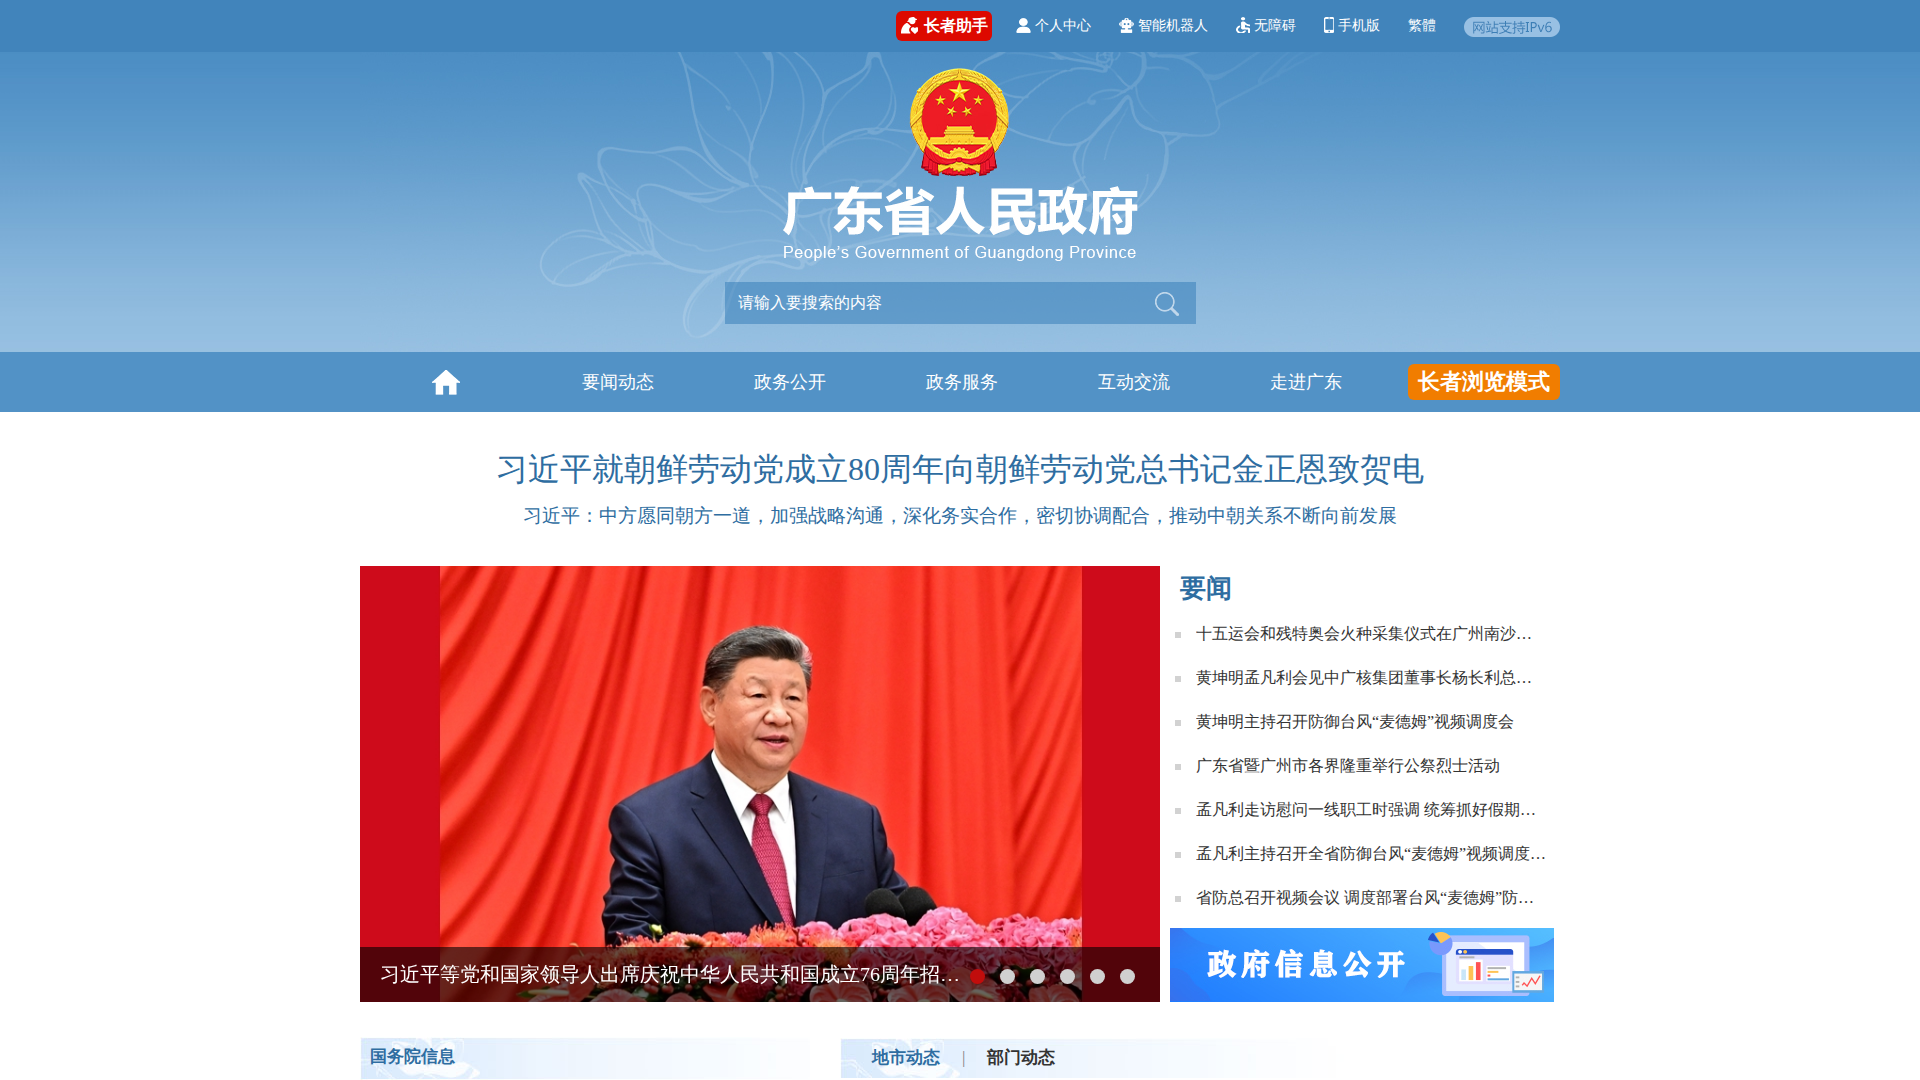 长者助手 个人中心 智能机器人 无障碍 手机版 繁體 网站支持IPv6
广东省人民政府
People's Government of Guangdong Province
请输入要搜索的内容
要闻动态 政务公开 政务服务 互动交流 走进广东 长者浏览模式
习近平就朝鲜劳动党成立80周年向朝鲜劳动党总书记金正恩致贺电
习近平：中方愿同朝方一道，加强战略沟通，深化务实合作，密切协调配合，推动中朝关系不断向前发展
习近平等党和国家领导人出席庆祝中华人民共和国成立76周年招…
要闻
十五运会和残特奥会火种采集仪式在广州南沙…
黄坤明孟凡利会见中广核集团董事长杨长利总…
黄坤明主持召开防御台风“麦德姆”视频调度会
广东省暨广州市各界隆重举行公祭烈士活动
孟凡利走访慰问一线职工时强调 统筹抓好假期…
孟凡利主持召开全省防御台风“麦德姆”视频调度…
省防总召开视频会议 调度部署台风“麦德姆”防…
政府信息公开
国务院信息
地市动态 | 部门动态